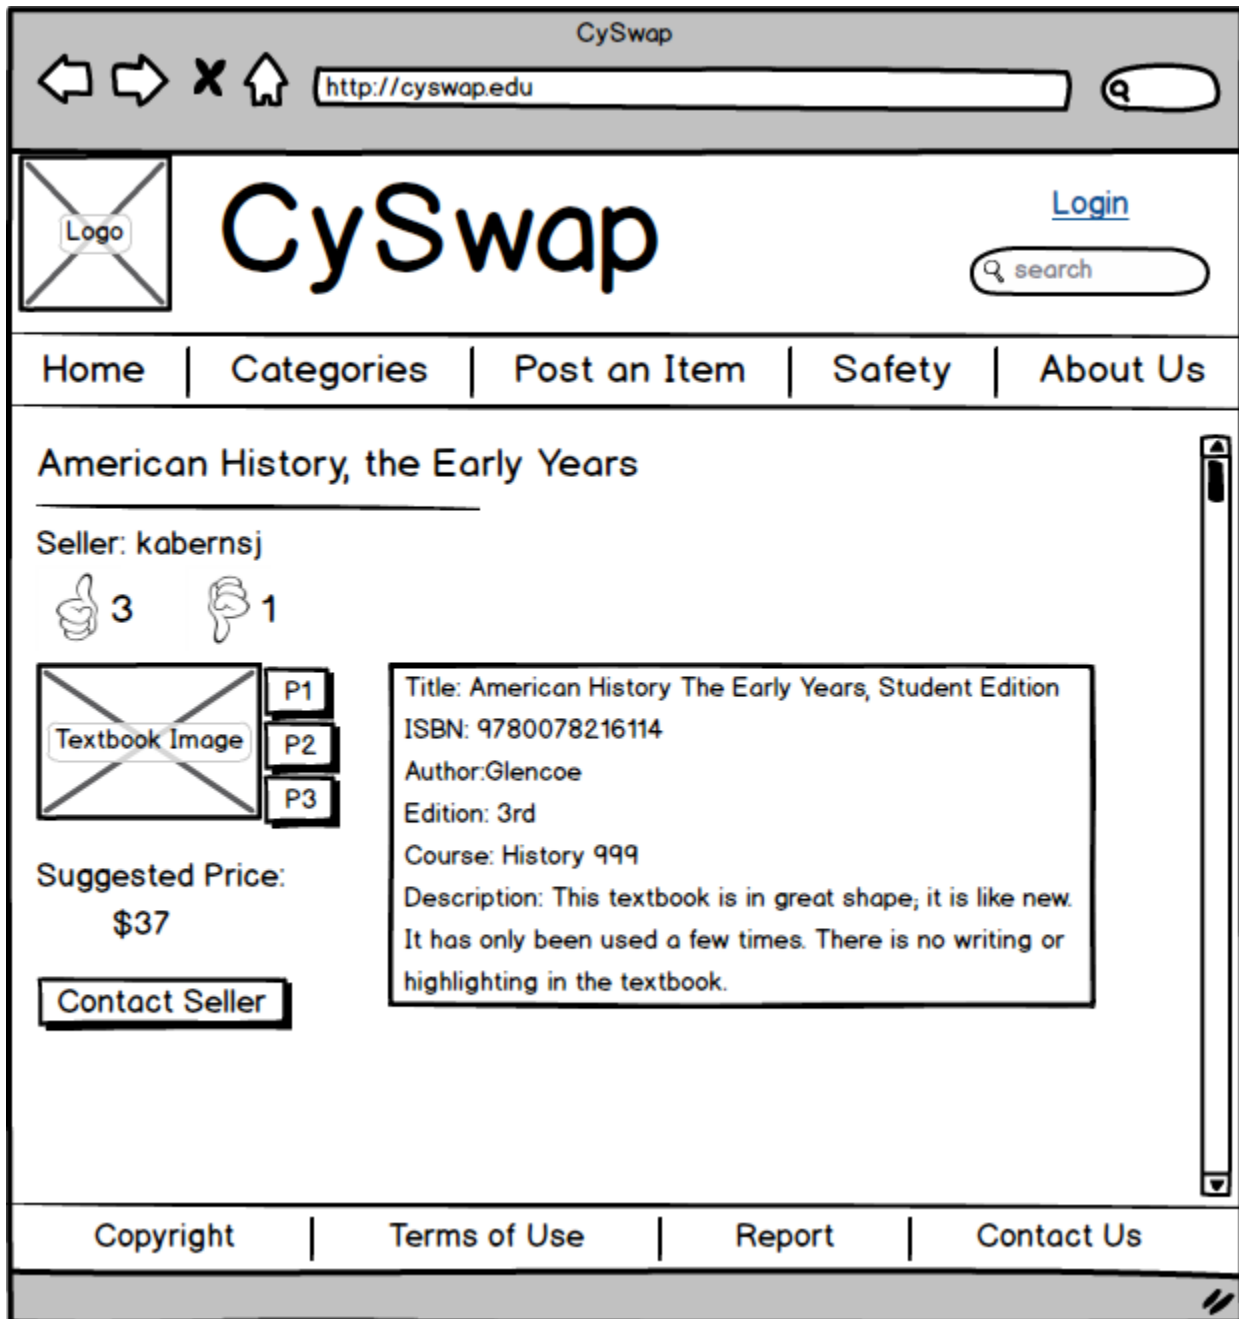 CySwap
http://cyswap.edu
Logo
CySwap
Login
search
Home Categories Post an Item Safety About Us
American History, the Early Years
Seller: kabernsj
3 1
Textbook Image
P1
P2
P3
Title: American History The Early Years, Student Edition
ISBN: 9780078216114
Author:Glencoe
Edition: 3rd
Course: History 999
Description: This textbook is in great shape; it is like new.
It has only been used a few times. There is no writing or
highlighting in the textbook.
Suggested Price:
$37
Contact Seller
Copyright Terms of Use Report Contact Us